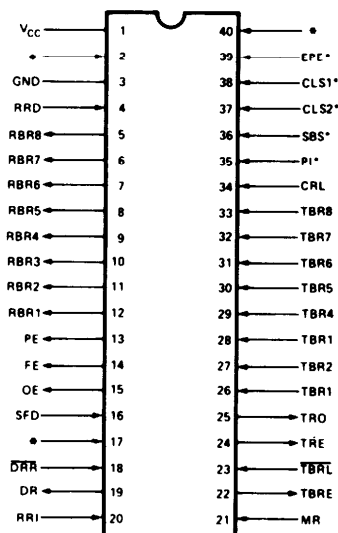 VCC 1 40 *
* 2 39 EPE*
GND 3 38 CLS1*
RRD 4 37 CLS2*
RBR8 5 36 SBS*
RBR7 6 35 PI*
RBR6 7 34 CRL
RBR5 8 33 TBR8
RBR4 9 32 TBR7
RBR3 10 31 TBR6
RBR2 11 30 TBR5
RBR1 12 29 TBR4
PE 13 28 TBR1
FE 14 27 TBR2
OE 15 26 TBR1
SFD 16 25 TRO
* 17 24 TRE
DRR 18 23 TBRL
DR 19 22 TBRE
RRI 20 21 MR